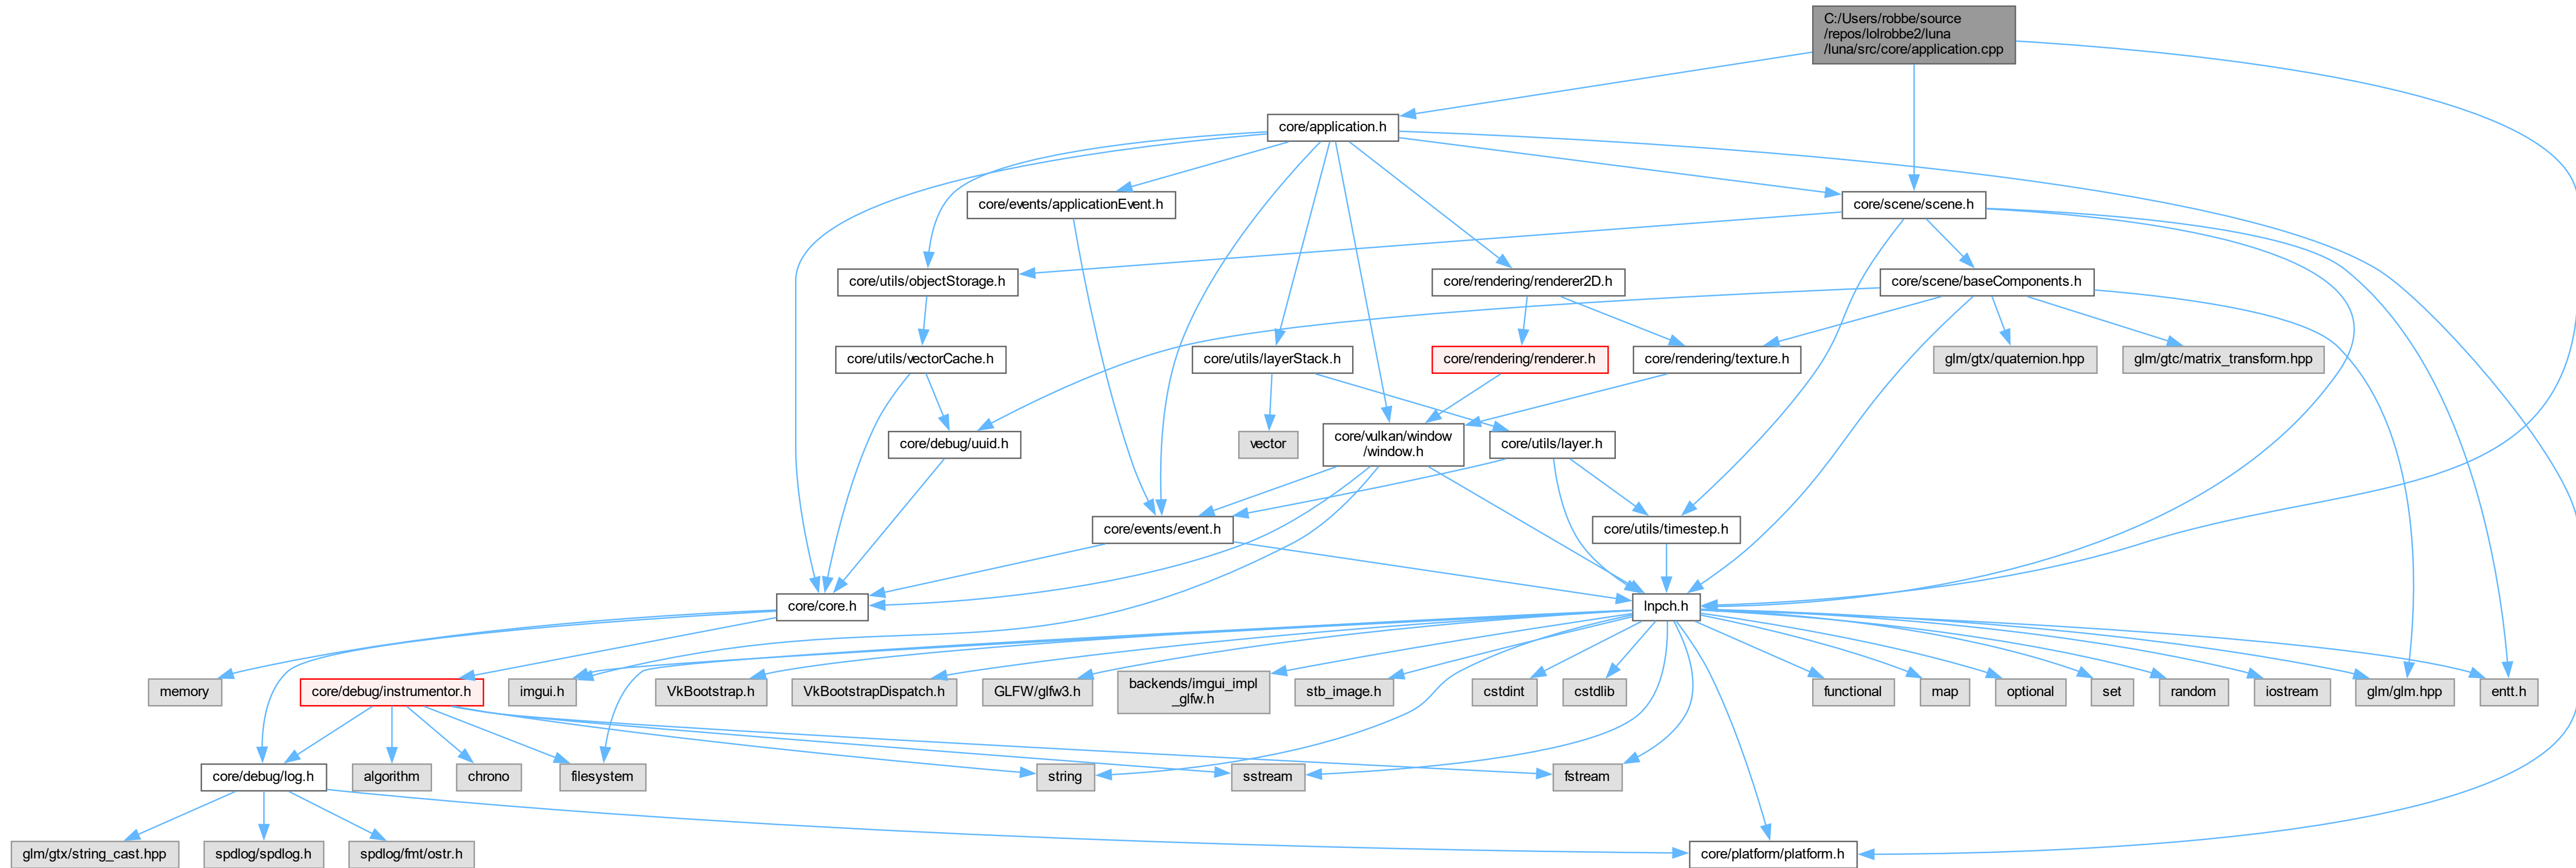 C:/Users/robbe/source
/repos/lolrobbe2/luna
/luna/src/core/application.cpp
core/application.h
core/events/applicationEvent.h
core/scene/scene.h
core/utils/objectStorage.h
core/rendering/renderer2D.h
core/scene/baseComponents.h
core/utils/vectorCache.h
core/utils/layerStack.h
core/rendering/renderer.h
core/rendering/texture.h
glm/gtx/quaternion.hpp
glm/gtc/matrix_transform.hpp
core/debug/uuid.h
vector
core/vulkan/window
/window.h
core/utils/layer.h
core/events/event.h
core/utils/timestep.h
core/core.h
lnpch.h
memory
core/debug/instrumentor.h
imgui.h
VkBootstrap.h
VkBootstrapDispatch.h
GLFW/glfw3.h
backends/imgui_impl
_glfw.h
stb_image.h
cstdint
cstdlib
functional
map
optional
set
random
iostream
glm/glm.hpp
entt.h
core/debug/log.h
algorithm
chrono
filesystem
string
sstream
fstream
glm/gtx/string_cast.hpp
spdlog/spdlog.h
spdlog/fmt/ostr.h
core/platform/platform.h